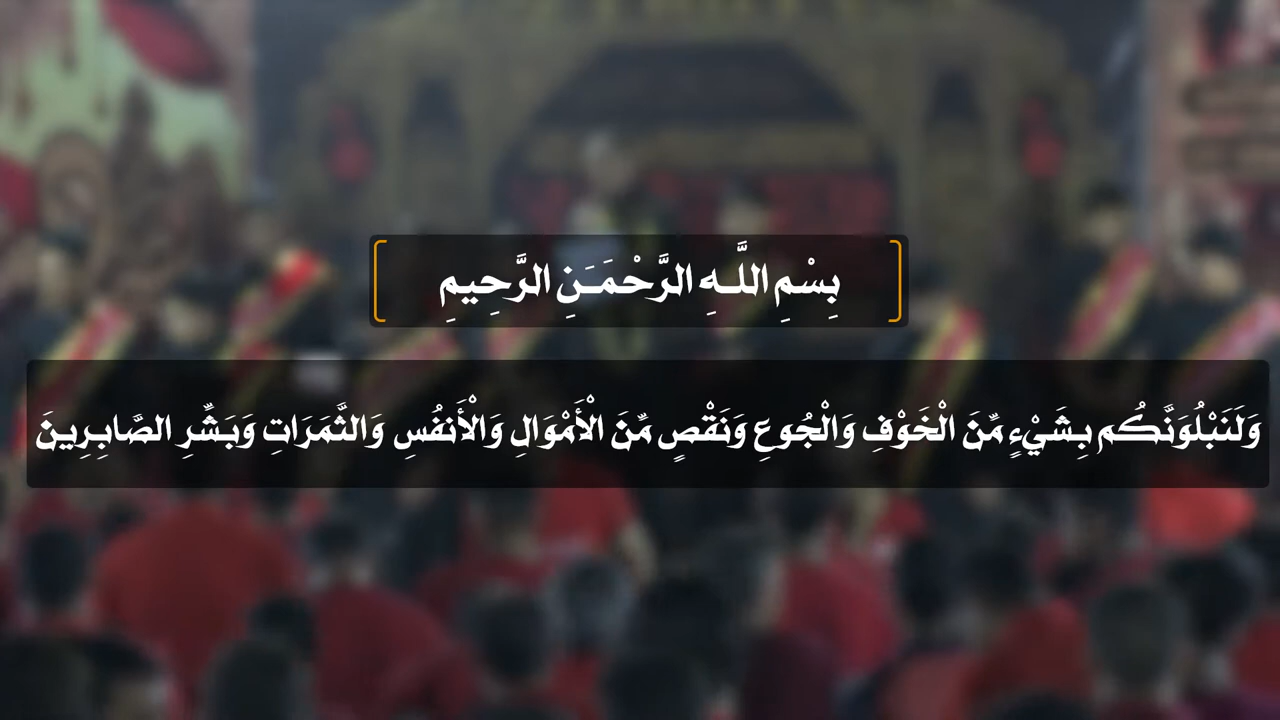 بِسْمِ اللَّـهِ الرَّحْمَـٰنِ الرَّحِيمِ
وَلَنَبْلُوَنَّكُم بِشَيْءٍ مِّنَ الْخَوْفِ وَالْجُوعِ وَنَقْصٍ مِّنَ الْأَمْوَالِ وَالْأَنفُسِ وَالثَّمَرَاتِ وَبَشِّرِ الصَّابِرِينَ